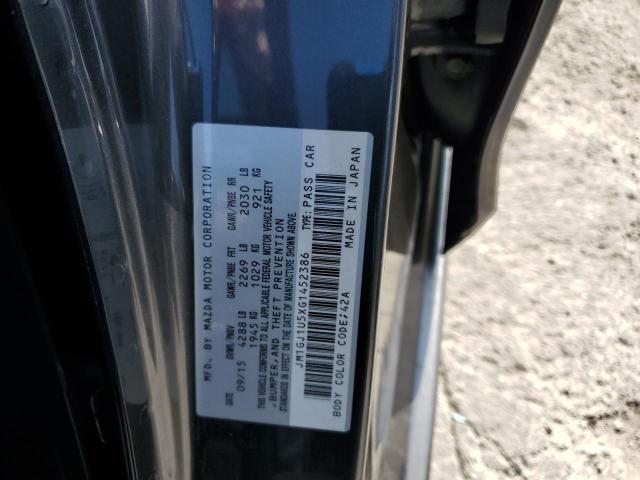 MFD. BY MAZDA MOTOR CORPORATION
DATE GVWR/PNBV GAWR/PNBE FRT GAWR/PNBE RR
09/15 4288 LB 2269 LB 2030 LB
1945 KG 1029 KG 921 KG
THIS VEHICLE CONFORMS TO ALL APPLICABLE FEDERAL MOTOR VEHICLE SAFETY
, BUMPER, AND THEFT PREVENTION
STANDARDS IN EFFECT ON THE DATE OF MANUFACTURE SHOWN ABOVE.
JM1GJ1U5XG1452386 TYPE: PASS CAR
BODY COLOR CODE/42A MADE IN JAPAN